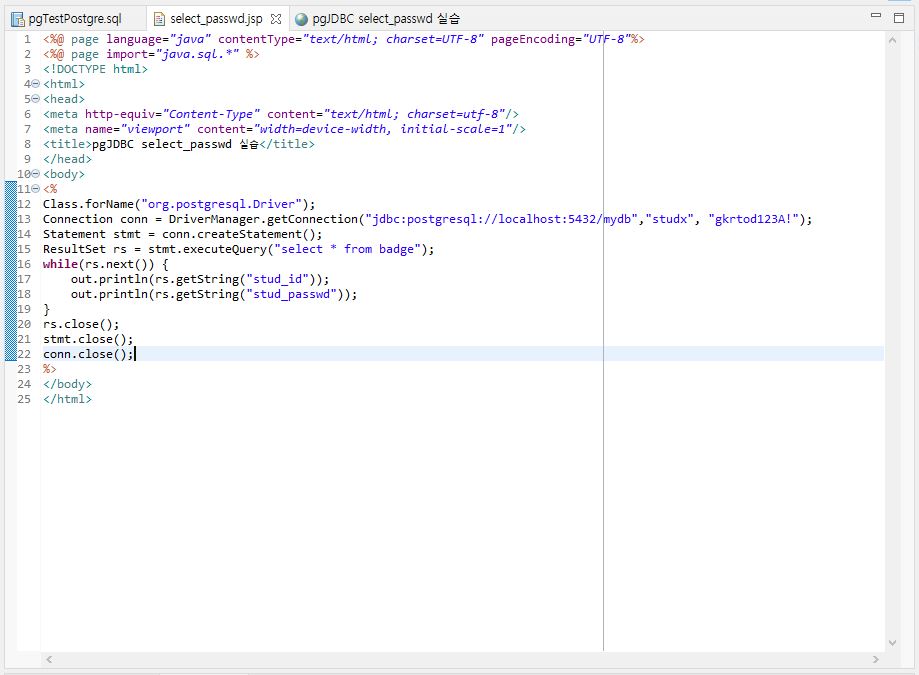 pgTestPostgre.sql select_passwd.jsp pgJDBC select_passwd 실습
1 <%@ page language="java" contentType="text/html; charset=UTF-8" pageEncoding="UTF-8"%>
2 <%@ page import="java.sql.*" %>
3 <!DOCTYPE html>
4 <html>
5 <head>
6 <meta http-equiv="Content-Type" content="text/html; charset=utf-8"/>
7 <meta name="viewport" content="width=device-width, initial-scale=1"/>
8 <title>pgJDBC select_passwd 실습</title>
9 </head>
10 <body>
11 <%
12 Class.forName("org.postgresql.Driver");
13 Connection conn = DriverManager.getConnection("jdbc:postgresql://localhost:5432/mydb","studx", "gkrtod123A!");
14 Statement stmt = conn.createStatement();
15 ResultSet rs = stmt.executeQuery("select * from badge");
16 while(rs.next()) {
17     out.println(rs.getString("stud_id"));
18     out.println(rs.getString("stud_passwd"));
19 }
20 rs.close();
21 stmt.close();
22 conn.close();
23 %>
24 </body>
25 </html>